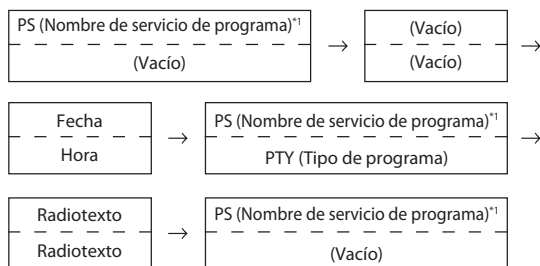 PS (Nombre de servicio de programa)*1
(Vacío)
→
(Vacío)
(Vacío)
→
Fecha
Hora
→
PS (Nombre de servicio de programa)*1
PTY (Tipo de programa)
→
Radiotexto
Radiotexto
→
PS (Nombre de servicio de programa)*1
(Vacío)